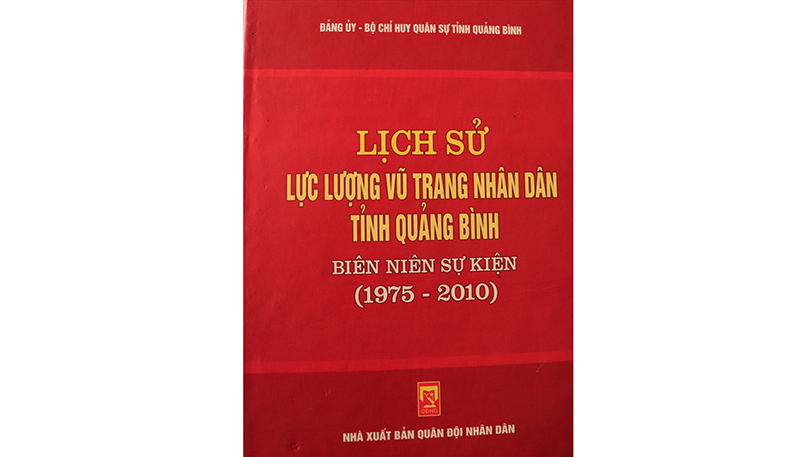 ĐẢNG ỦY - BỘ CHỈ HUY QUÂN SỰ TỈNH QUẢNG BÌNH
LỊCH SỬ
LỰC LƯỢNG VŨ TRANG NHÂN DÂN
TỈNH QUẢNG BÌNH
BIÊN NIÊN SỰ KIỆN
(1975 - 2010)
QĐND
NHÀ XUẤT BẢN QUÂN ĐỘI NHÂN DÂN